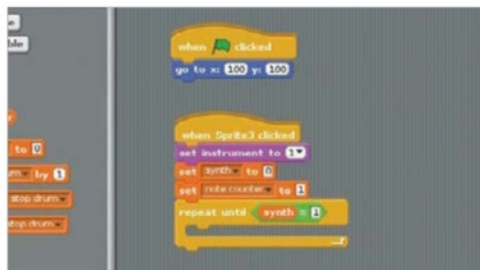 e
ble
when clicked
go to x: 100 y: 100
r
to 0
by 1
stop drum
stop drum
when Sprite3 clicked
set instrument to 1
set synth to 0
set note counter to 1
repeat until synth = 1